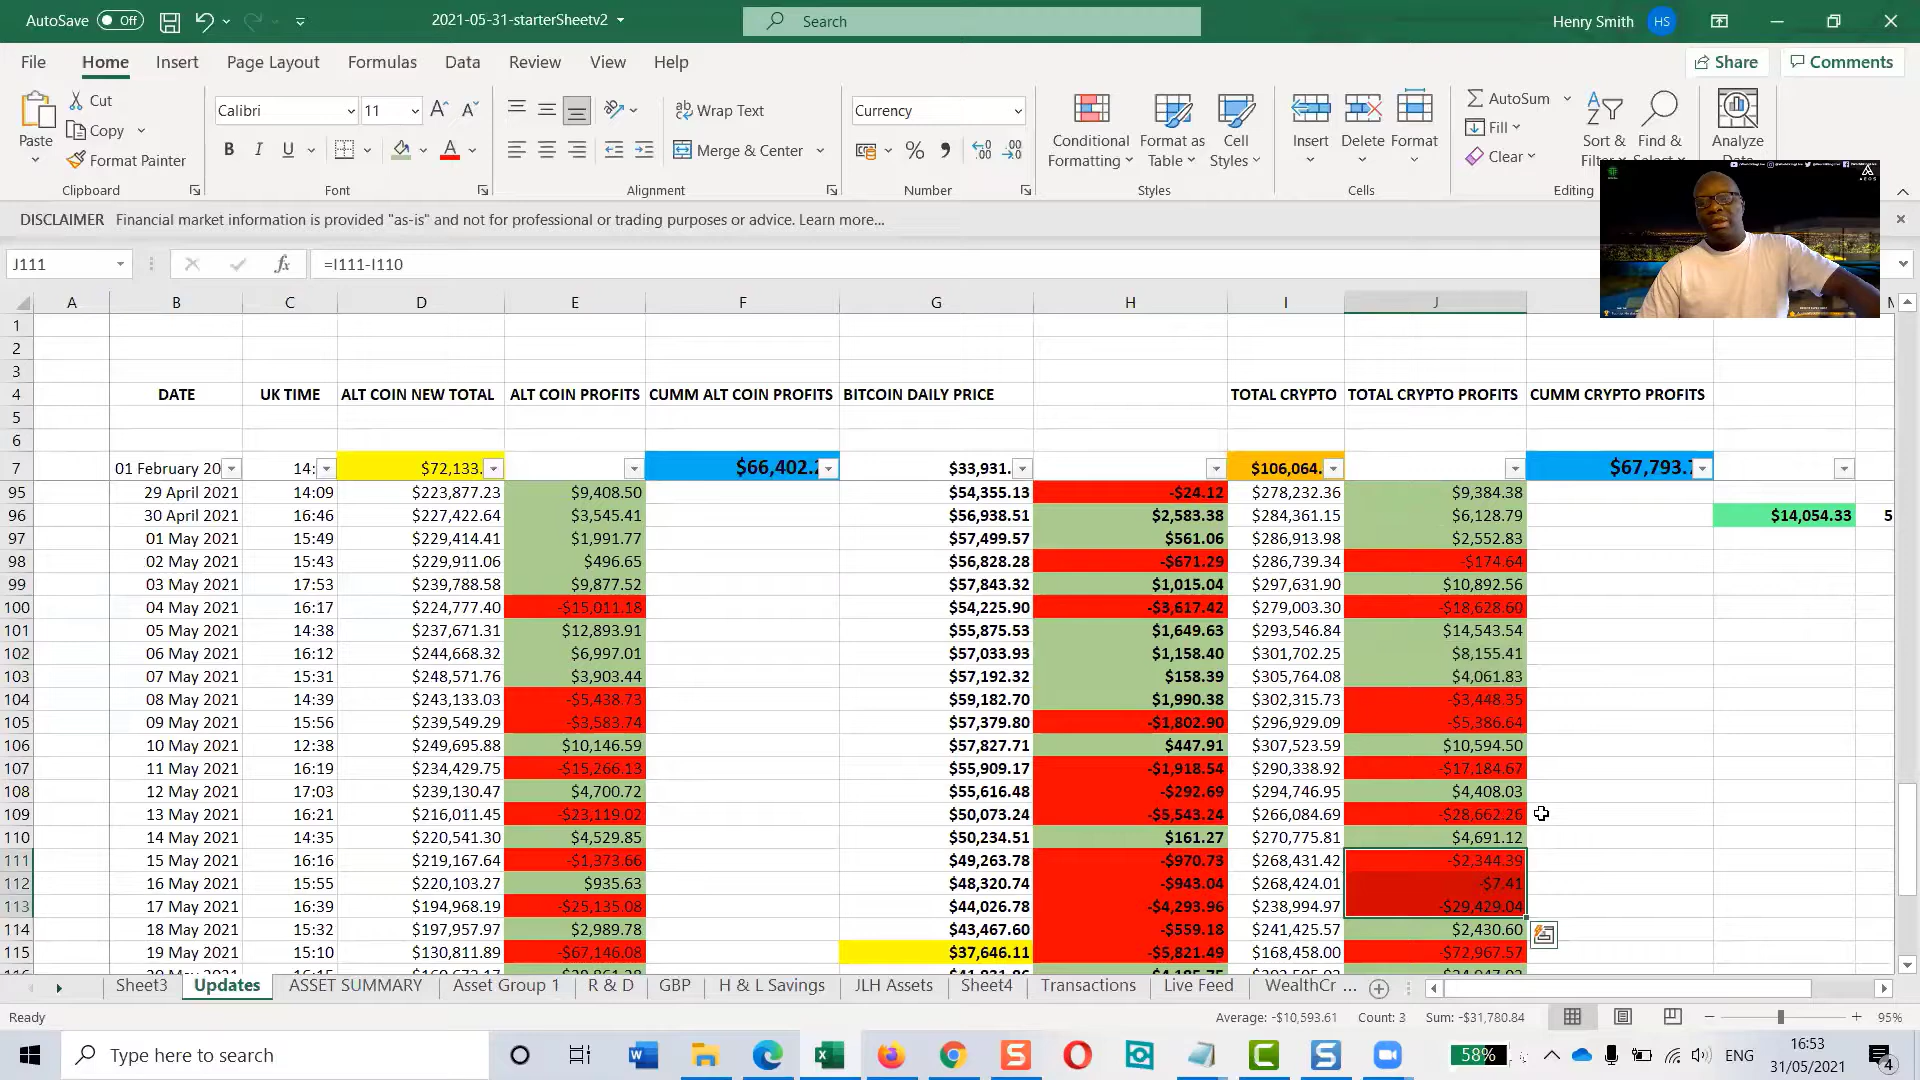 AutoSave Off 2021-05-31-starterSheetv2 Search Henry Smith HS
File Home Insert Page Layout Formulas Data Review View Help Share Comments
Paste Cut Copy Format Painter Calibri 11 B I U Wrap Text Merge & Center Currency % Conditional Formatting Format as Table Cell Styles Insert Delete Format AutoSum Fill Clear Sort & Filter Find & Analyze
Clipboard Font Alignment Number Styles Cells Editing
DISCLAIMER Financial market information is provided "as-is" and not for professional or trading purposes or advice. Learn more...
J111 fx =I111-I110
A B C D E F G H I J
1
2
3
4 DATE UK TIME ALT COIN NEW TOTAL ALT COIN PROFITS CUMM ALT COIN PROFITS BITCOIN DAILY PRICE TOTAL CRYPTO TOTAL CRYPTO PROFITS CUMM CRYPTO PROFITS
5
6
7 01 February 20 14: $72,133. $66,402. $33,931. $106,064. $67,793.
95 29 April 2021 14:09 $223,877.23 $9,408.50 $54,355.13 -$24.12 $278,232.36 $9,384.38
96 30 April 2021 16:46 $227,422.64 $3,545.41 $56,938.51 $2,583.38 $284,361.15 $6,128.79 $14,054.33 5
97 01 May 2021 15:49 $229,414.41 $1,991.77 $57,499.57 $561.06 $286,913.98 $2,552.83
98 02 May 2021 15:43 $229,911.06 $496.65 $56,828.28 -$671.29 $286,739.34 -$174.64
99 03 May 2021 17:53 $239,788.58 $9,877.52 $57,843.32 $1,015.04 $297,631.90 $10,892.56
100 04 May 2021 16:17 $224,777.40 -$15,011.18 $54,225.90 -$3,617.42 $279,003.30 -$18,628.60
101 05 May 2021 14:38 $237,671.31 $12,893.91 $55,875.53 $1,649.63 $293,546.84 $14,543.54
102 06 May 2021 16:12 $244,668.32 $6,997.01 $57,033.93 $1,158.40 $301,702.25 $8,155.41
103 07 May 2021 15:31 $248,571.76 $3,903.44 $57,192.32 $158.39 $305,764.08 $4,061.83
104 08 May 2021 14:39 $243,133.03 -$5,438.73 $59,182.70 $1,990.38 $302,315.73 -$3,448.35
105 09 May 2021 15:56 $239,549.29 -$3,583.74 $57,379.80 -$1,802.90 $296,929.09 -$5,386.64
106 10 May 2021 12:38 $249,695.88 $10,146.59 $57,827.71 $447.91 $307,523.59 $10,594.50
107 11 May 2021 16:19 $234,429.75 -$15,266.13 $55,909.17 -$1,918.54 $290,338.92 -$17,184.67
108 12 May 2021 17:03 $239,130.47 $4,700.72 $55,616.48 -$292.69 $294,746.95 $4,408.03
109 13 May 2021 16:21 $216,011.45 -$23,119.02 $50,073.24 -$5,543.24 $266,084.69 -$28,662.26
110 14 May 2021 14:35 $220,541.30 $4,529.85 $50,234.51 $161.27 $270,775.81 $4,691.12
111 15 May 2021 16:16 $219,167.64 -$1,373.66 $49,263.78 -$970.73 $268,431.42 -$2,344.39
112 16 May 2021 15:55 $220,103.27 $935.63 $48,320.74 -$943.04 $268,424.01 -$7.41
113 17 May 2021 16:39 $194,968.19 -$25,135.08 $44,026.78 -$4,293.96 $238,994.97 -$29,429.04
114 18 May 2021 15:32 $197,957.97 $2,989.78 $43,467.60 -$559.18 $241,425.57 $2,430.60
115 19 May 2021 15:10 $130,811.89 -$67,146.08 $37,646.11 -$5,821.49 $168,458.00 -$72,967.57
Sheet3 Updates ASSET SUMMARY Asset Group 1 R & D GBP H & L Savings JLH Assets Sheet4 Transactions Live Feed WealthCr ...
Ready Average: -$10,593.61 Count: 3 Sum: -$31,780.84 95%
Type here to search 58% ENG 16:53
31/05/2021 4